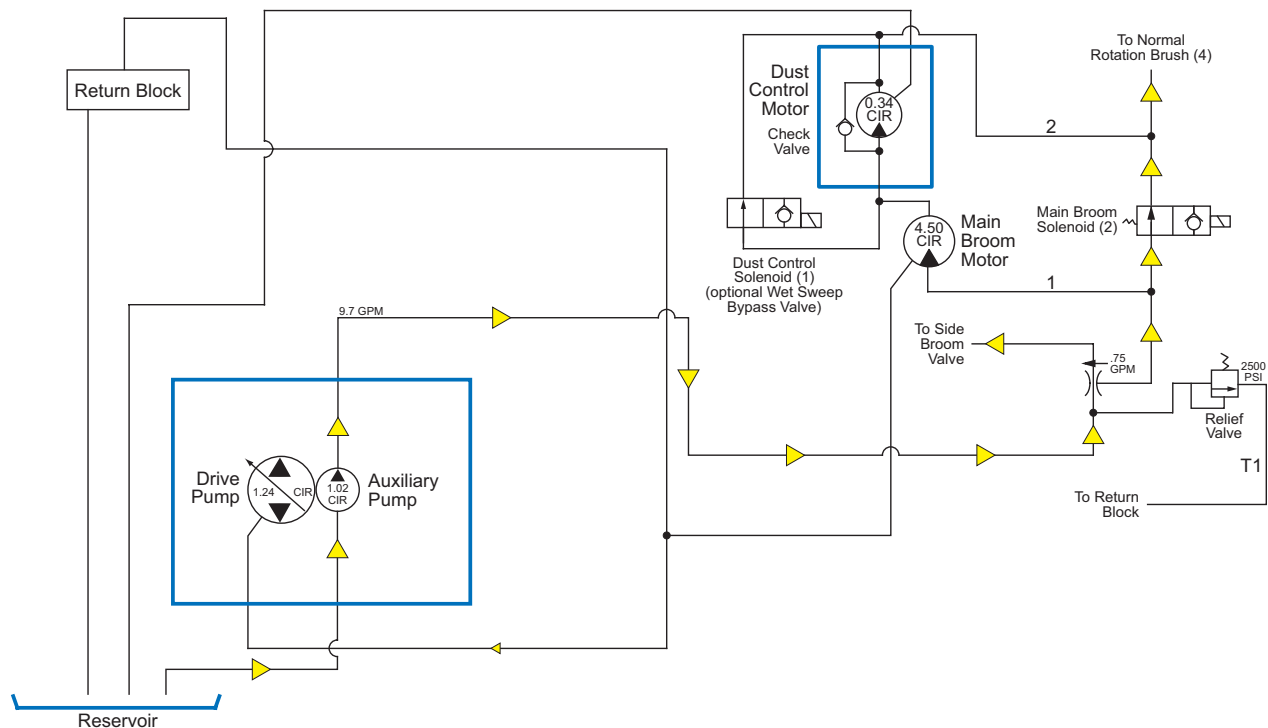 Return Block
Dust
Control
Motor
Check
Valve
0.34
CIR
To Normal
Rotation Brush (4)
2
Main Broom
Solenoid (2)
4.50
CIR
Main
Broom
Motor
Dust Control
Solenoid (1)
(optional Wet Sweep
Bypass Valve)
1
9.7 GPM
To Side
Broom
Valve
.75
GPM
2500
PSI
Relief
Valve
T1
To Return
Block
Drive
Pump
1.24 CIR
1.02
CIR
Auxiliary
Pump
Reservoir